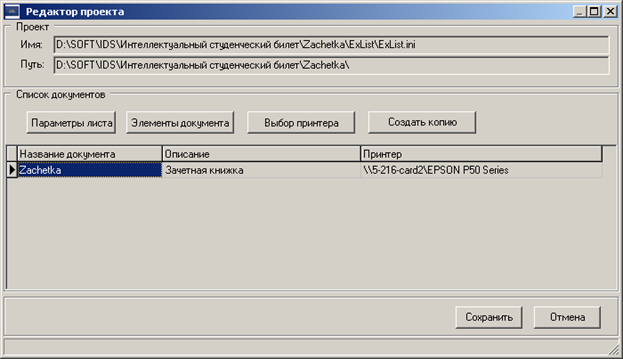 Редактор проекта
Проект
Имя: D:\SOFT\IDS\Интеллектуальный студенческий билет\Zachetka\ExList\ExList.ini
Путь: D:\SOFT\IDS\Интеллектуальный студенческий билет\Zachetka\
Список документов
Параметры листа Элементы документа Выбор принтера Создать копию
Название документа Описание Принтер
Zachetka Зачетная книжка \\5-216-card2\EPSON P50 Series
Сохранить Отмена